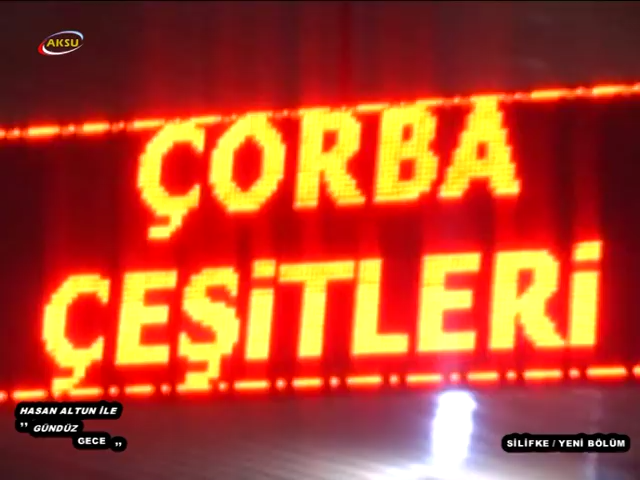 AKSU
ÇORBA
ÇEŞİTLERİ
HASAN ALTUN İLE
,, GÜNDÜZ
GECE ,,
SİLİFKE / YENİ BÖLÜM